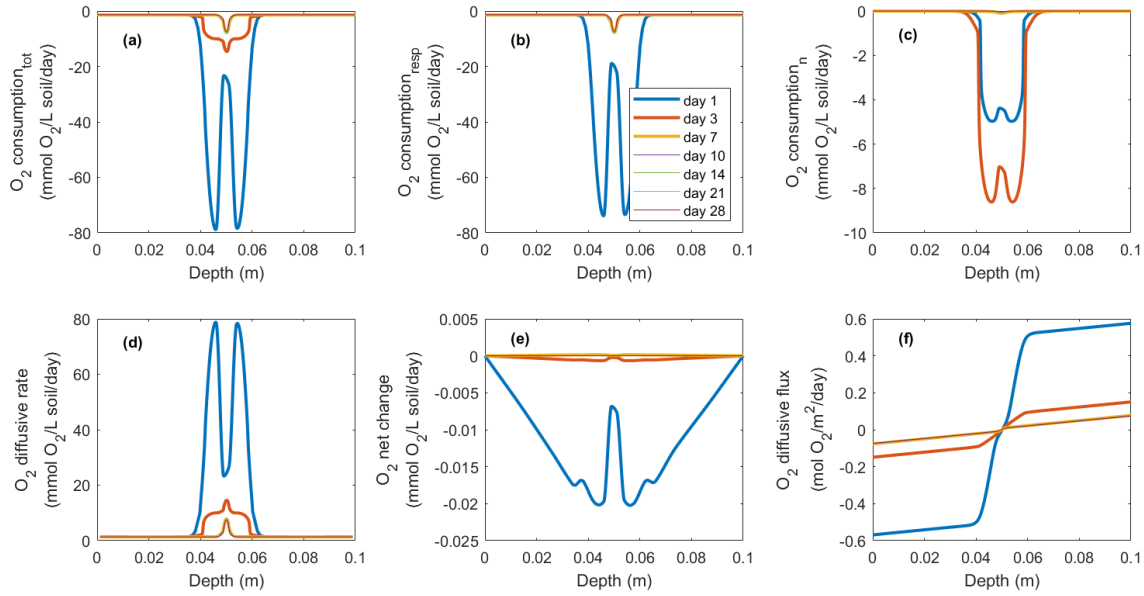 (a)
O2 consumption_tot
(mmol O2/L soil/day)
0
-20
-40
-60
-80
0 0.02 0.04 0.06 0.08 0.1
Depth (m)
(b)
O2 consumption_resp
(mmol O2/L soil/day)
0
-20
-40
-60
-80
0 0.02 0.04 0.06 0.08 0.1
Depth (m)
day 1
day 3
day 7
day 10
day 14
day 21
day 28
(c)
O2 consumption_n
(mmol O2/L soil/day)
0
-2
-4
-6
-8
-10
0 0.02 0.04 0.06 0.08 0.1
Depth (m)
(d)
O2 diffusive rate
(mmol O2/L soil/day)
80
60
40
20
0
0 0.02 0.04 0.06 0.08 0.1
Depth (m)
(e)
O2 net change
(mmol O2/L soil/day)
0.005
0
-0.005
-0.01
-0.015
-0.02
-0.025
0 0.02 0.04 0.06 0.08 0.1
Depth (m)
(f)
O2 diffusive flux
(mol O2/m²/day)
0.6
0.4
0.2
0
-0.2
-0.4
-0.6
0 0.02 0.04 0.06 0.08 0.1
Depth (m)